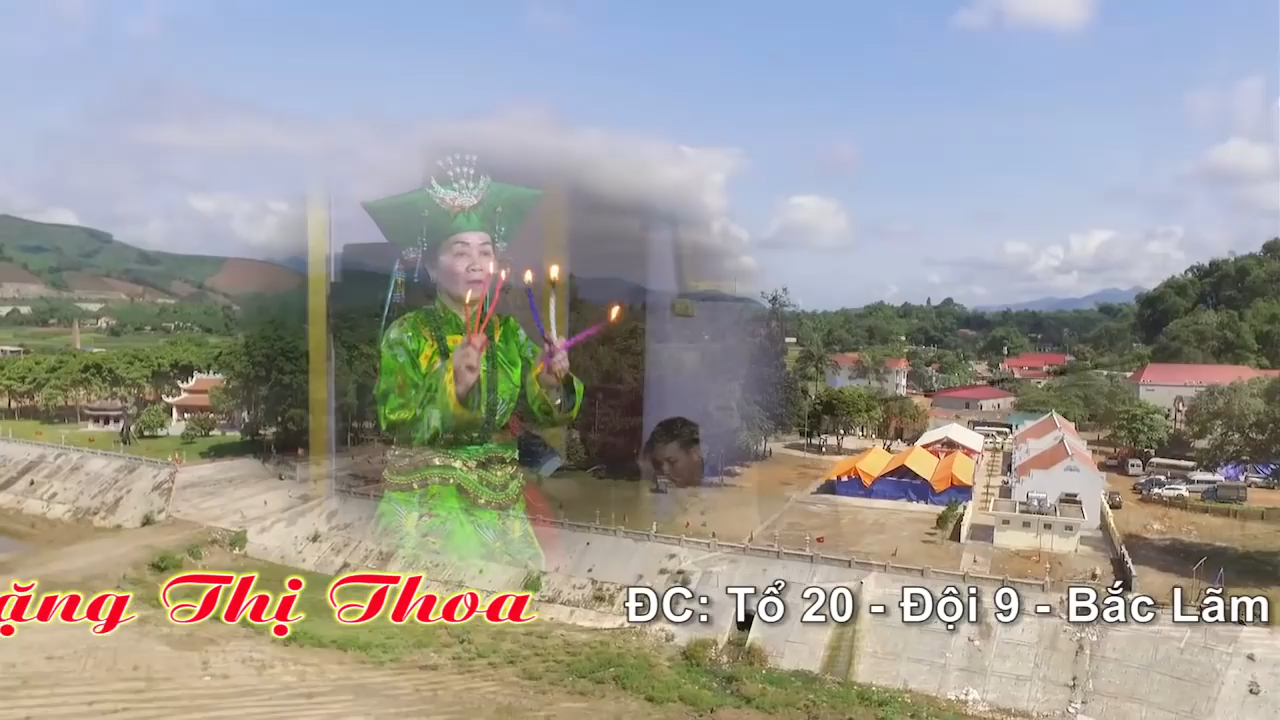 ặng Thị Thoa ĐC: Tổ 20 - Đội 9 - Bắc Lãm